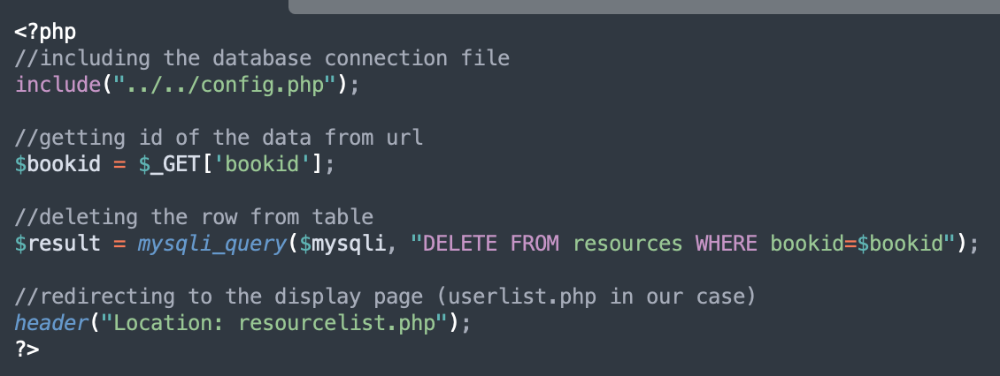 <?php
//including the database connection file
include("../../config.php");
//getting id of the data from url
$bookid = $_GET['bookid'];
//deleting the row from table
$result = mysqli_query($mysqli, "DELETE FROM resources WHERE bookid=$bookid");
//redirecting to the display page (userlist.php in our case)
header("Location: resourcelist.php");
?>